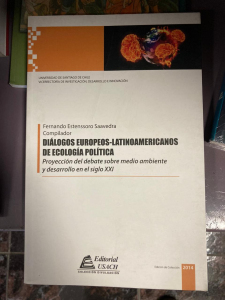 UNIVERSIDAD DE SANTIAGO DE CHILE
VICERRECTORÍA DE INVESTIGACIÓN, DESARROLLO E INNOVACIÓN
Fernando Estenssoro Saavedra
Compilador
DIÁLOGOS EUROPEOS-LATINOAMERICANOS
DE ECOLOGÍA POLÍTICA
Proyección del debate sobre medio ambiente
y desarrollo en el siglo XXI
Editorial
USACH
2014